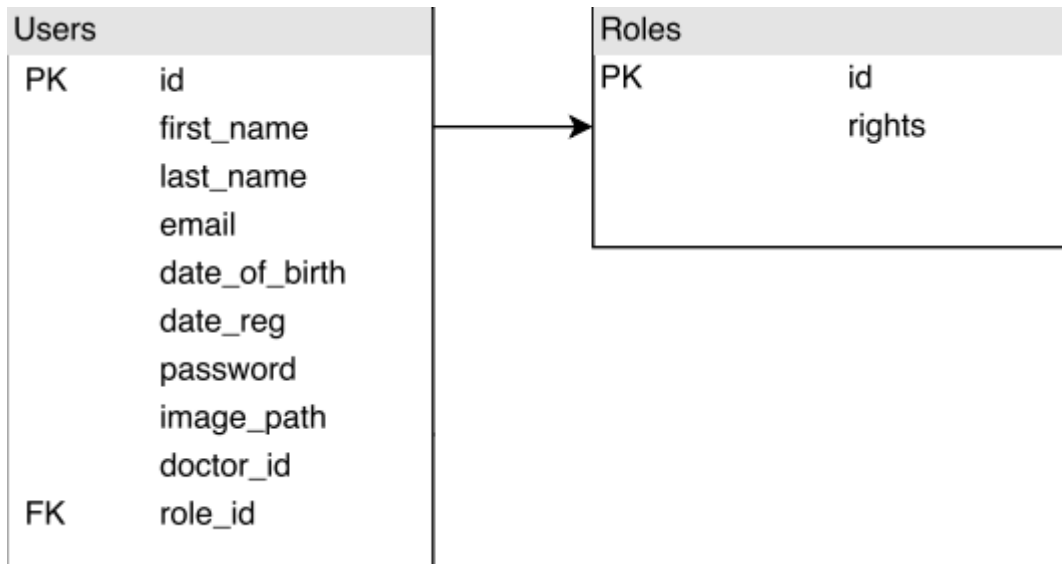 Users
PK id
first_name
last_name
email
date_of_birth
date_reg
password
image_path
doctor_id
FK role_id
Roles
PK id
rights